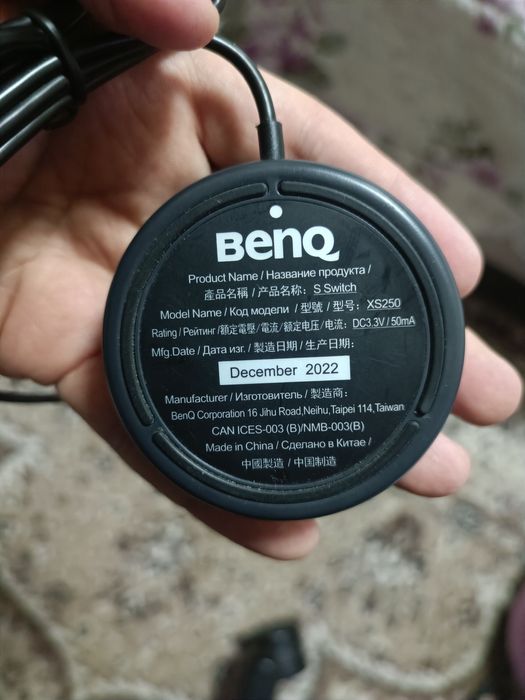 BenQ
Product Name / Название продукта /
產品名稱 / 产品名称: S Switch
Model Name / Код модели / 型號 / 型号: XS250
Rating / Рейтинг / 額定電壓 / 電流 / 额定电压 / 电流: DC3.3V / 50mA
Mfg.Date / Дата изг. / 製造日期 / 生产日期:
December 2022
Manufacturer / Изготовитель / 製造商:
BenQ Corporation 16 Jihu Road,Neihu,Taipei 114,Taiwan
CAN ICES-003 (B)/NMB-003(B)
Made in China / Сделано в Китае /
中國製造 / 中国制造